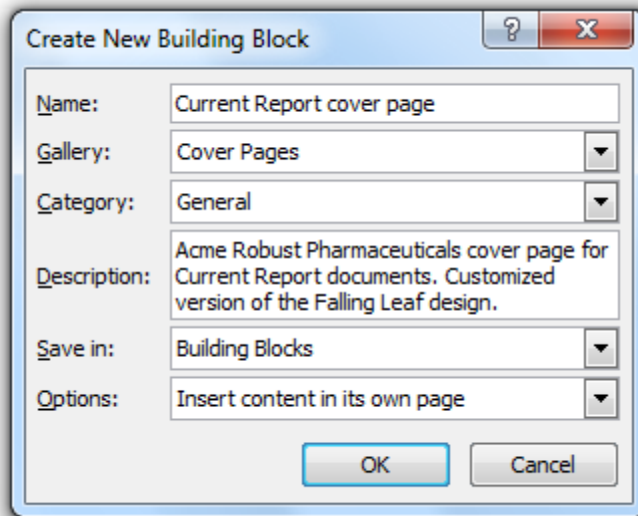 Create New Building Block
?
Name: Current Report cover page
Gallery: Cover Pages
Category: General
Description: Acme Robust Pharmaceuticals cover page for
Current Report documents. Customized
version of the Falling Leaf design.
Save in: Building Blocks
Options: Insert content in its own page
OK Cancel